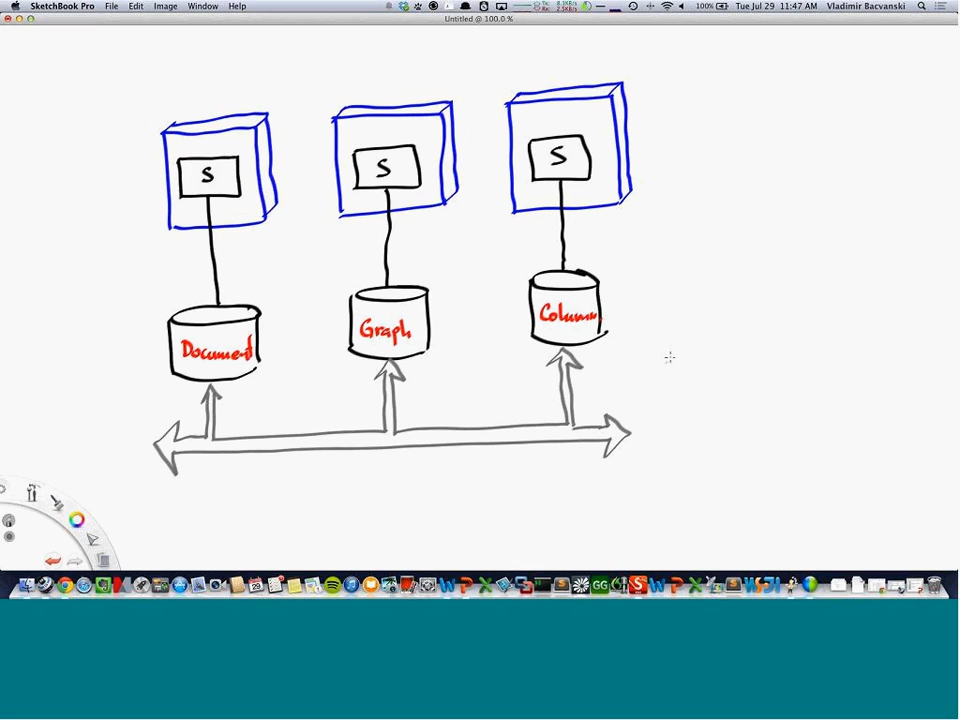 SketchBook Pro File Edit Image Window Help 100% Tue Jul 29 11:47 AM Vladimir Bacvanski
Untitled @ 100.0 %
S S S
Document Graph Column